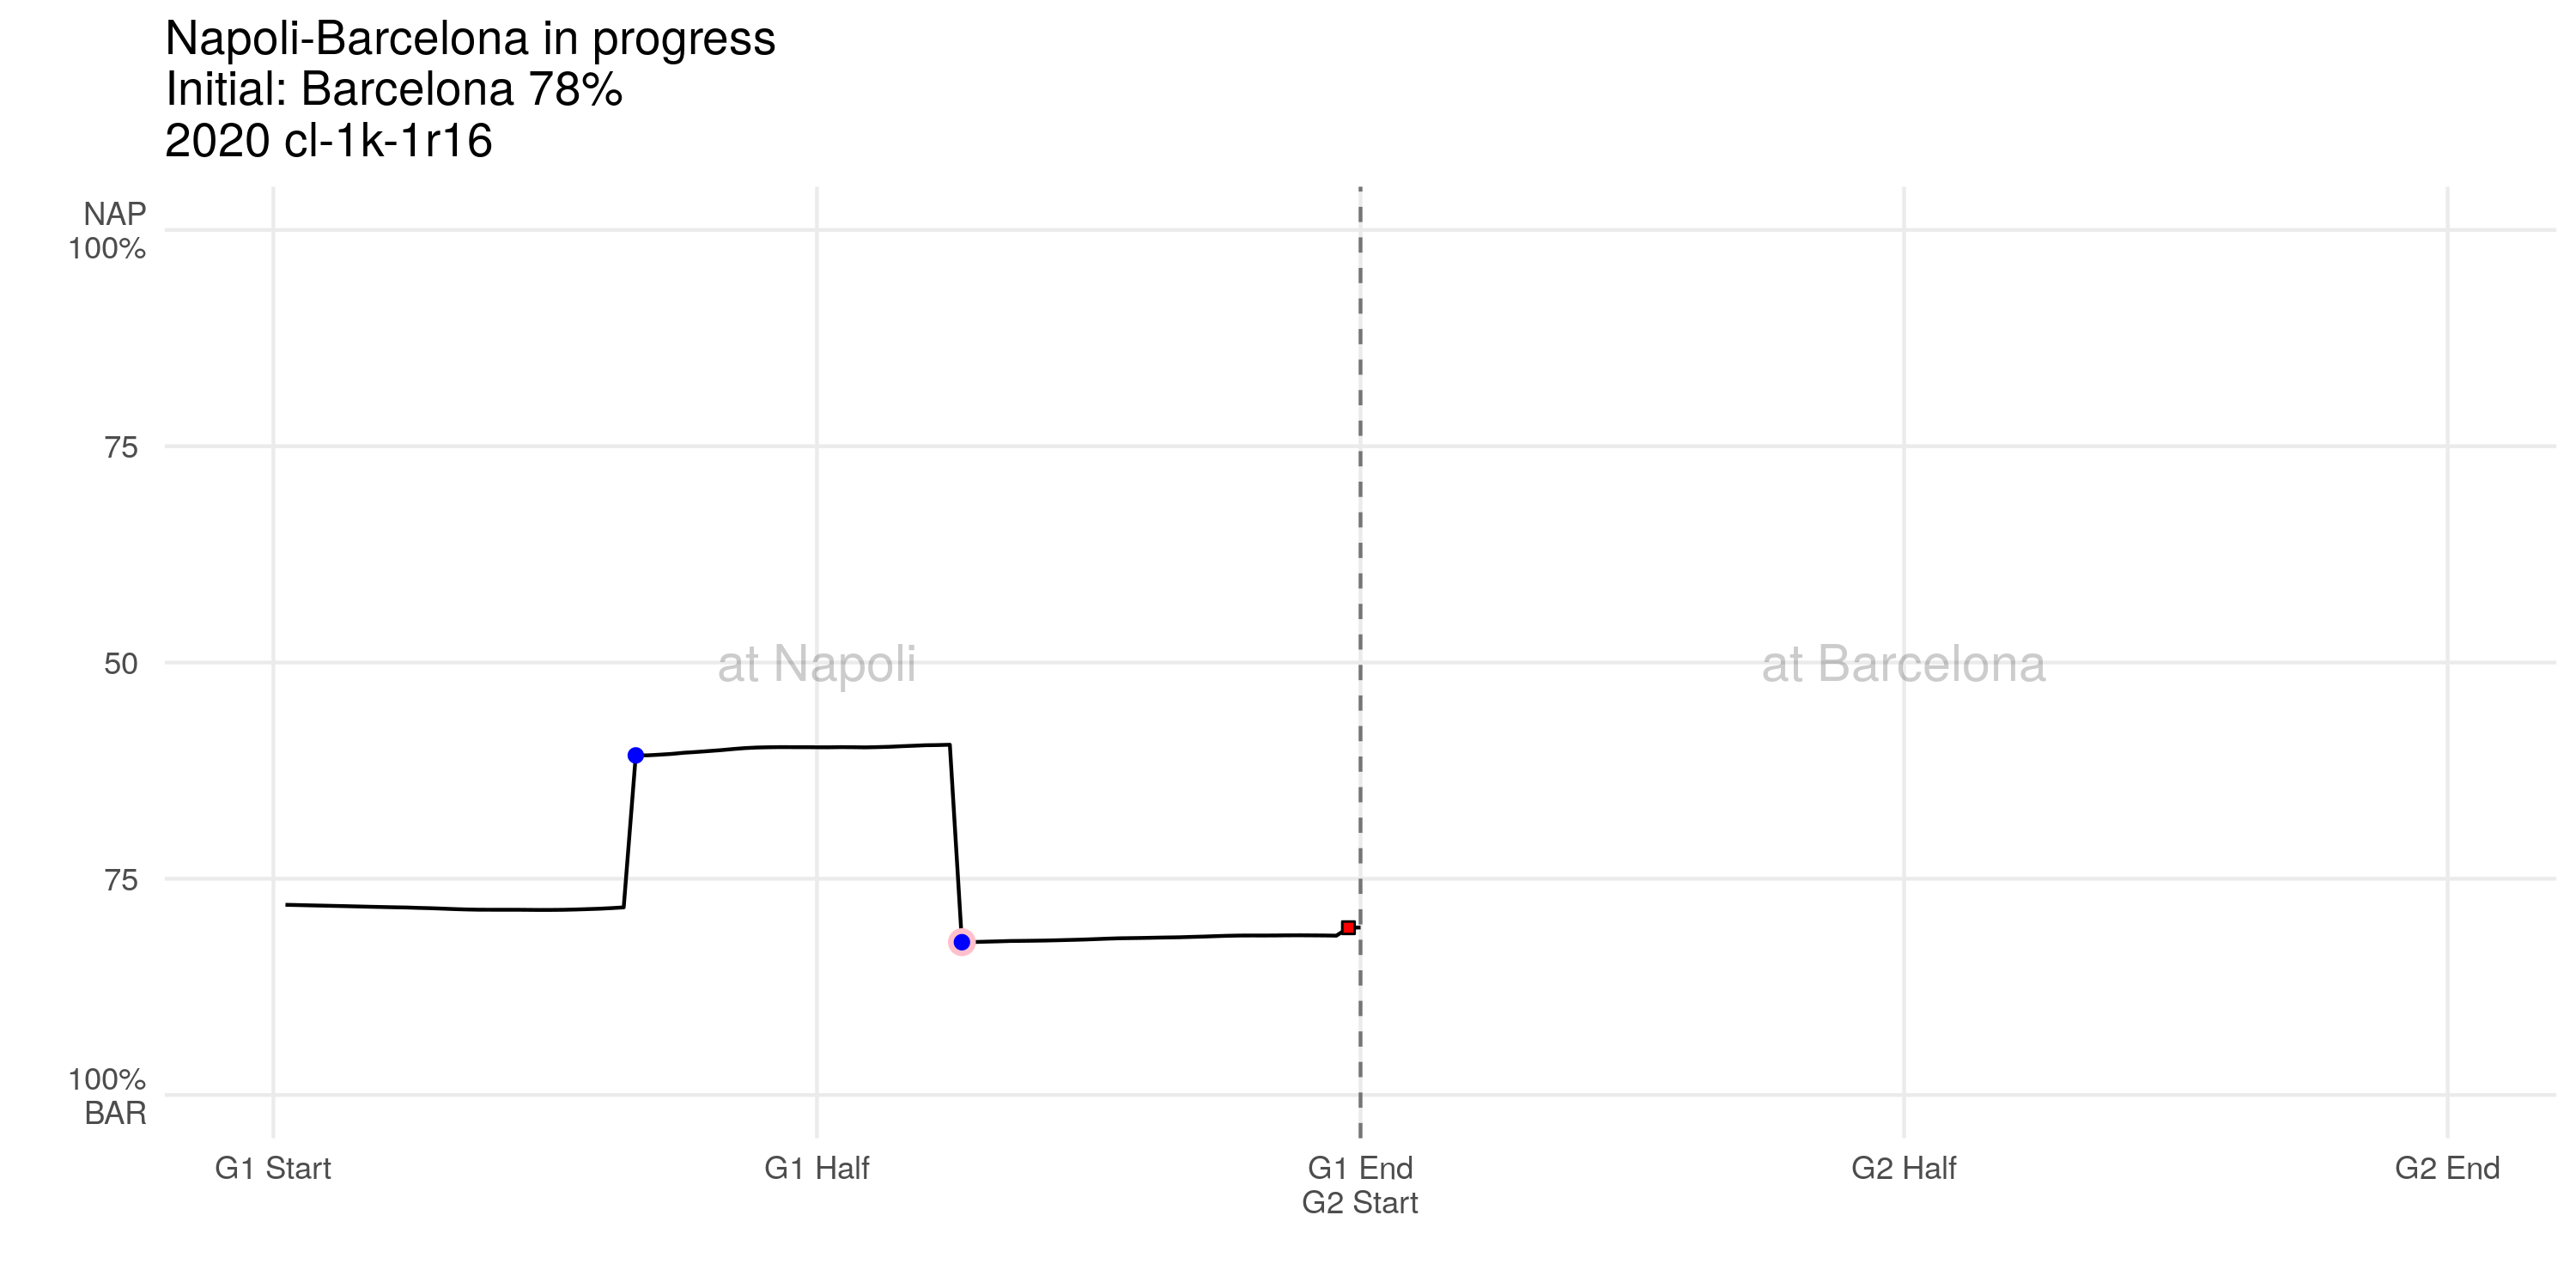 Napoli-Barcelona in progress
Initial: Barcelona 78%
2020 cl-1k-1r16
NAP
100%
75
50
75
100%
BAR
at Napoli
at Barcelona
G1 Start
G1 Half
G1 End
G2 Start
G2 Half
G2 End